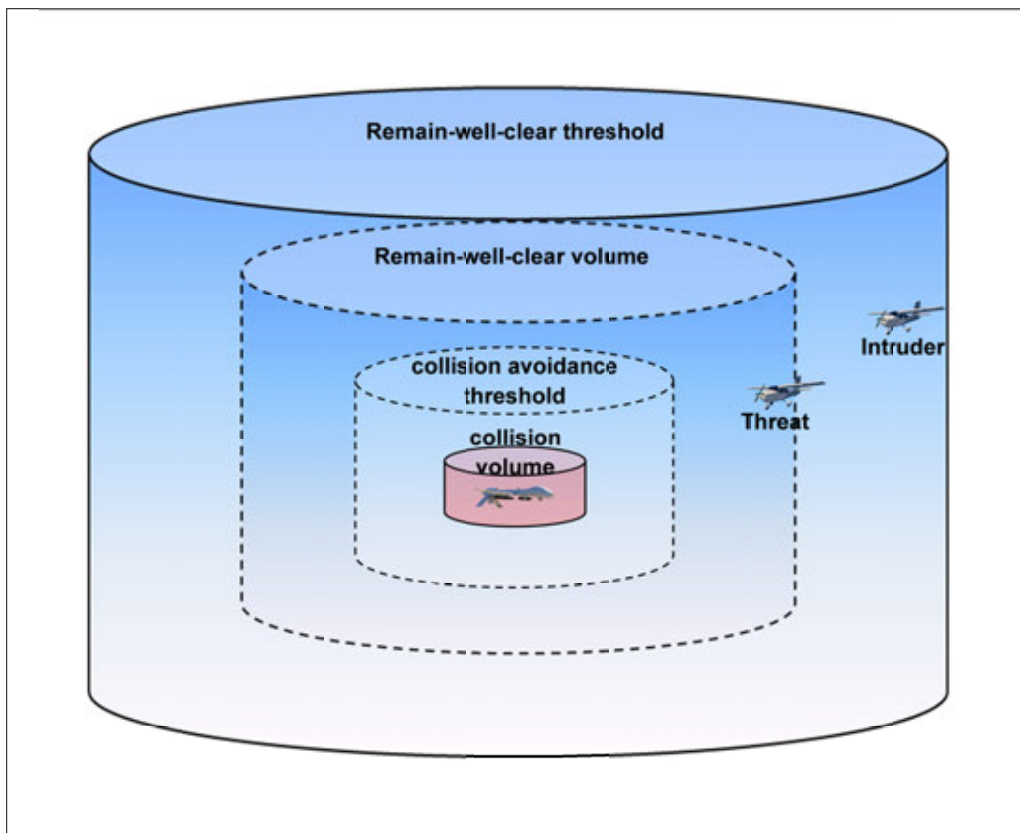 Remain-well-clear threshold
Remain-well-clear volume
Intruder
collision avoidance
threshold
Threat
collision
volume